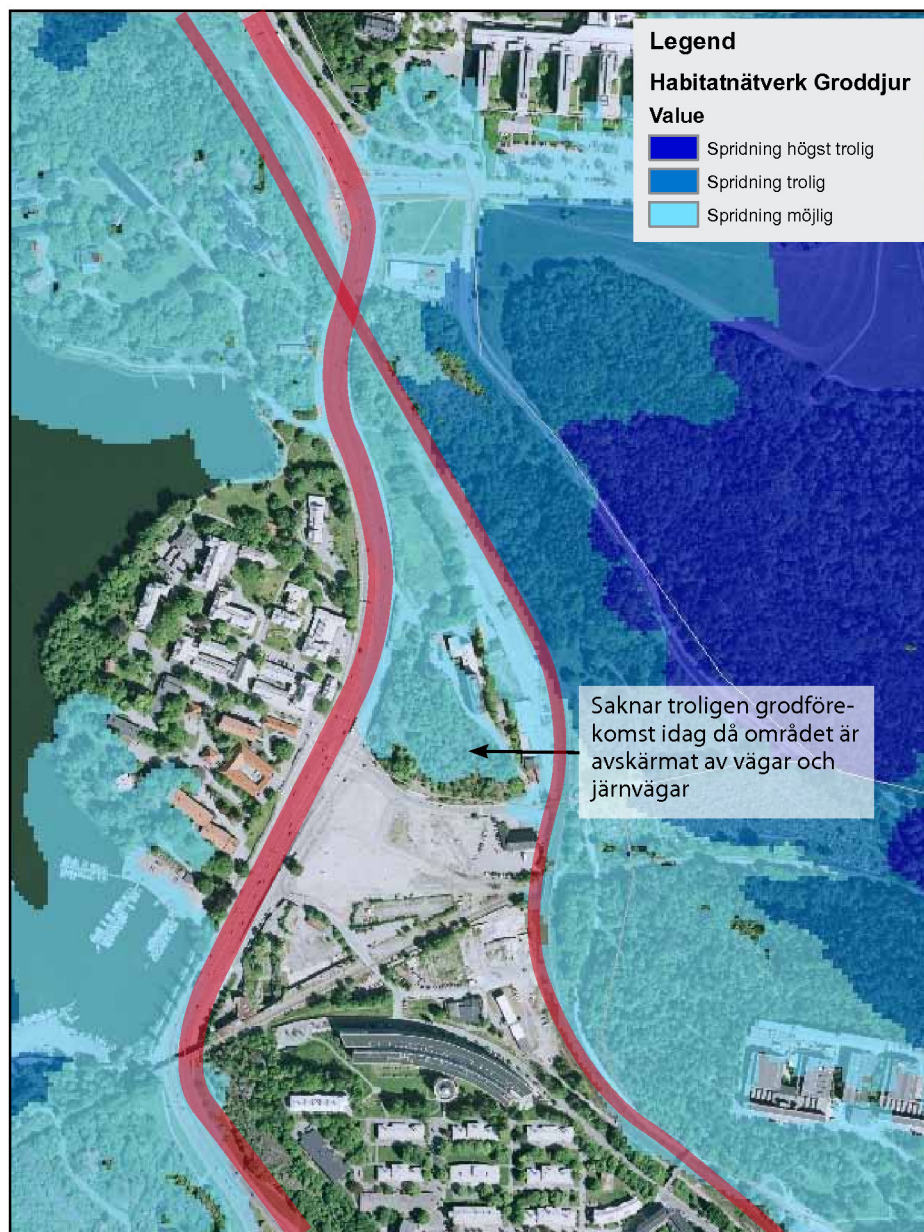 Legend
Habitatnätverk Groddjur
Value
Spridning högst trolig
Spridning trolig
Spridning möjlig
Saknar troligen grodföre-
komst idag då området är
avskärmat av vägar och
järnvägar